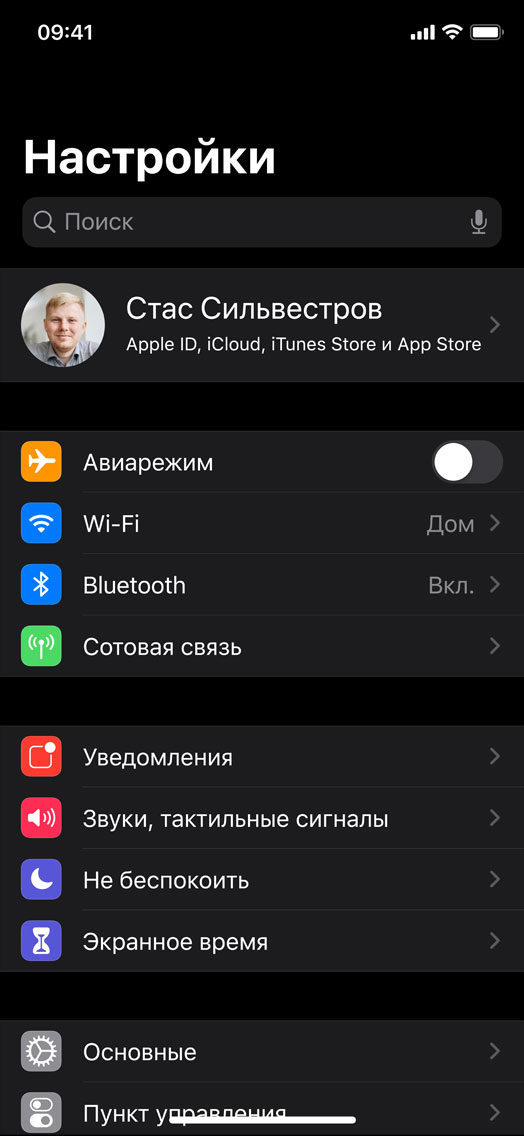 09:41
Настройки
Поиск
Стас Сильвестров
Apple ID, iCloud, iTunes Store и App Store
Авиарежим
Wi-Fi Дом
Bluetooth Вкл.
Сотовая связь
Уведомления
Звуки, тактильные сигналы
Не беспокоить
Экранное время
Основные
Пункт управления